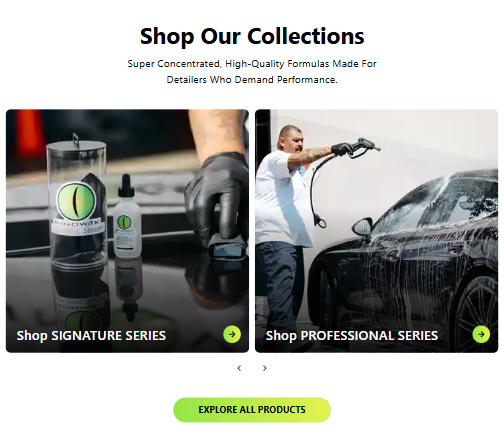 Shop Our Collections
Super Concentrated, High-Quality Formulas Made For
Detailers Who Demand Performance.
Shop SIGNATURE SERIES
Shop PROFESSIONAL SERIES
EXPLORE ALL PRODUCTS